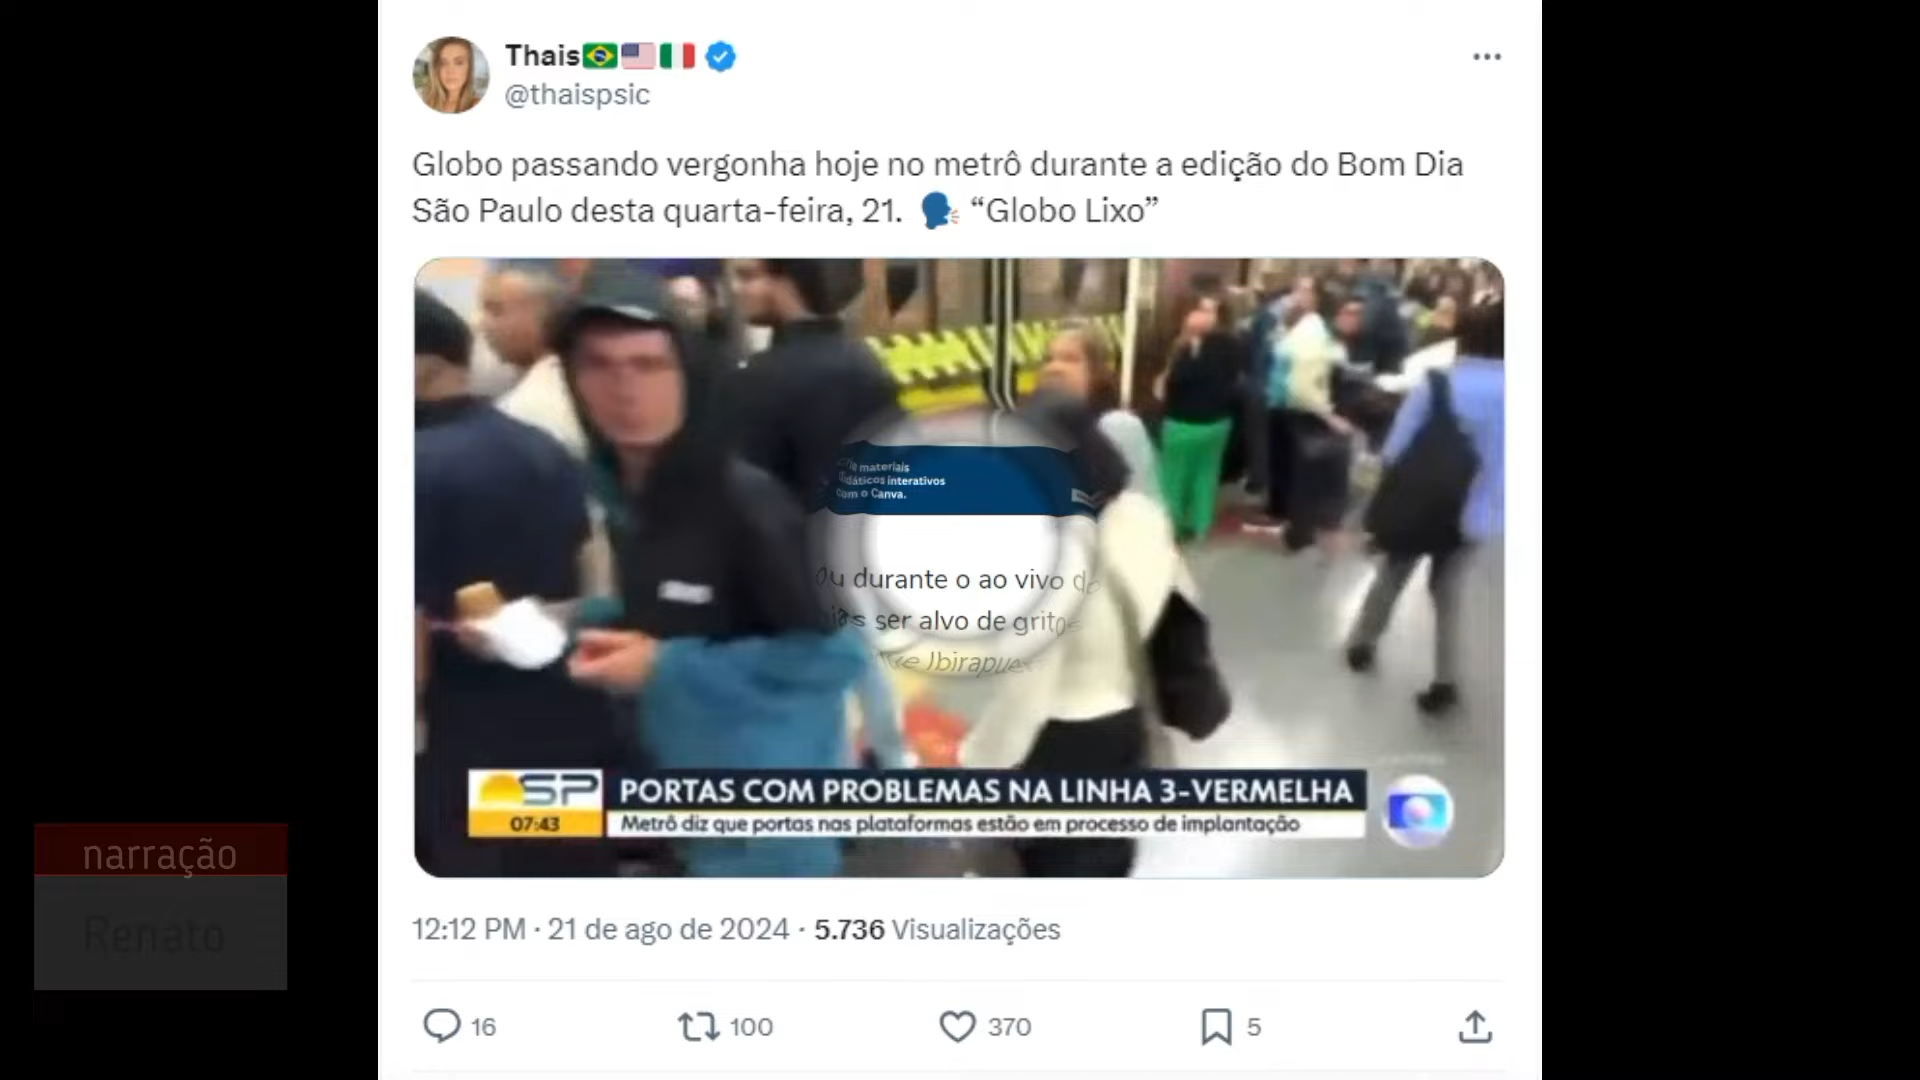 Thais
@thaispsic
Globo passando vergonha hoje no metrô durante a edição do Bom Dia
São Paulo desta quarta-feira, 21. “Globo Lixo”
materiais
didáticos interativos
com o Canva.
durante o ao vivo
ser alvo de gritos
SP
07:43
PORTAS COM PROBLEMAS NA LINHA 3-VERMELHA
Metrô diz que portas nas plataformas estão em processo de implantação
12:12 PM · 21 de ago de 2024 · 5.736 Visualizações
16
100
370
5
narração
Renato